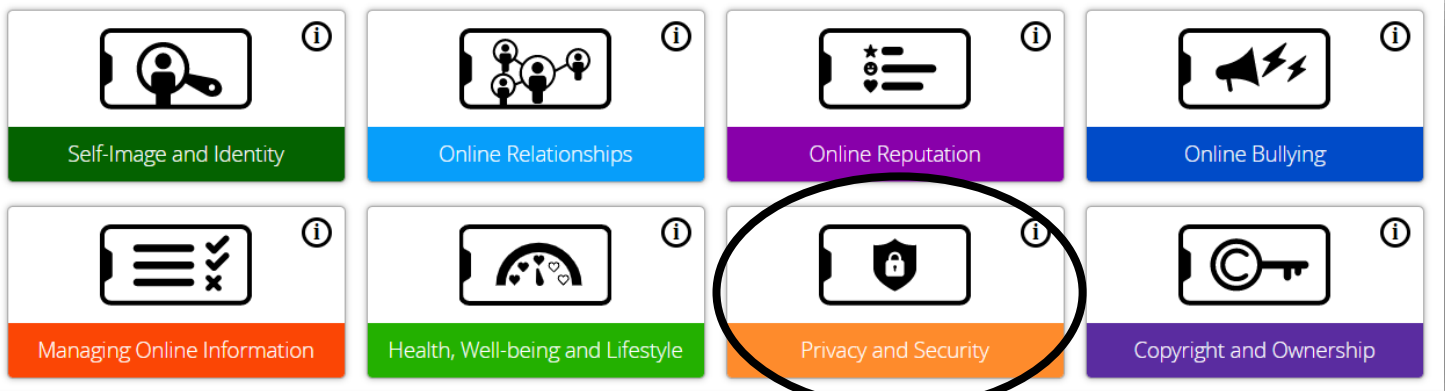 Self-Image and Identity
Online Relationships
Online Reputation
Online Bullying
Managing Online Information
Health, Well-being and Lifestyle
Privacy and Security
Copyright and Ownership